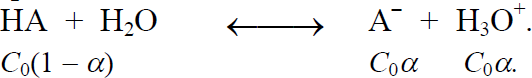 HA + H₂O ⟷ A⁻ + H₃O⁺.
C₀(1 – α) C₀α C₀α.